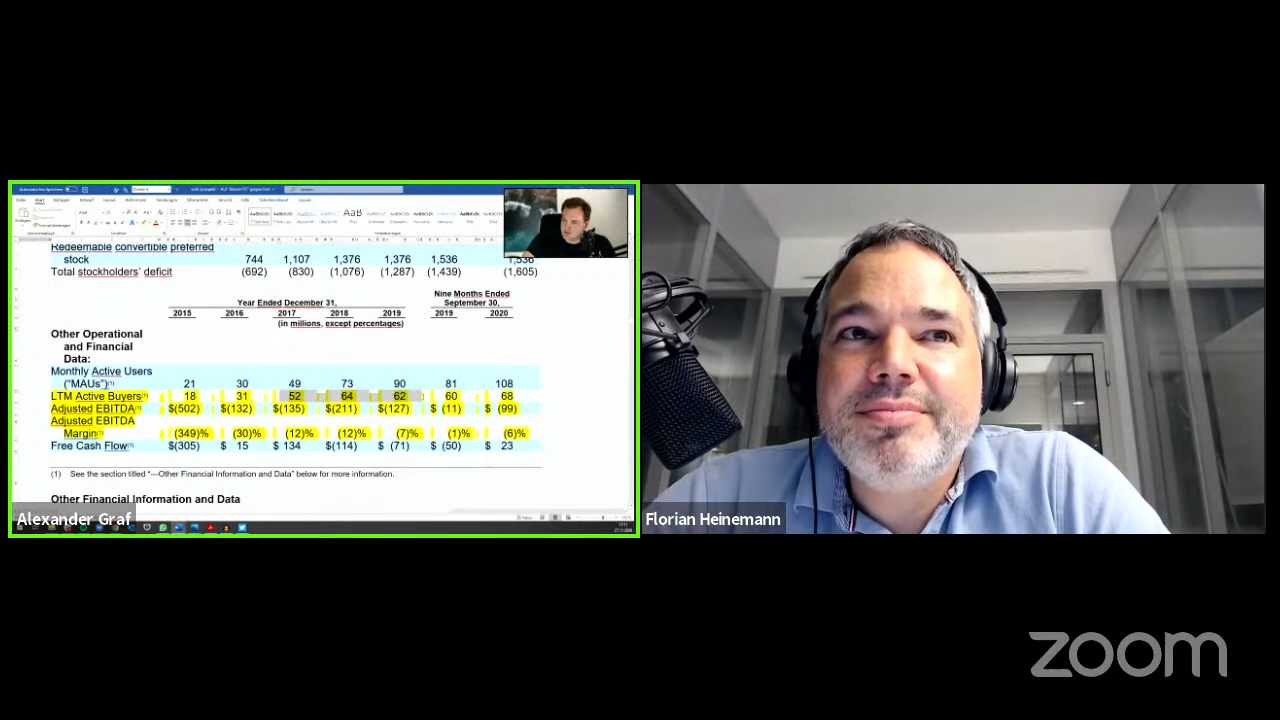 Redeemable convertible preferred
stock 744 1,107 1,376 1,376 1,536 1,536
Total stockholders' deficit (692) (830) (1,076) (1,287) (1,439) (1,605)
Nine Months Ended
Year Ended December 31, September 30,
2015 2016 2017 2018 2019 2019 2020
(in millions, except percentages)
Other Operational
and Financial
Data:
Monthly Active Users
("MAUs")(1) 21 30 49 73 90 81 108
LTM Active Buyers(1) 18 31 52 64 62 60 68
Adjusted EBITDA(1) $(502) $(132) $(135) $(211) $(127) $ (11) $ (99)
Adjusted EBITDA
Margin(1) (349)% (30)% (12)% (12)% (7)% (1)% (6)%
Free Cash Flow(1) $(305) $ 15 $ 134 $(114) $ (71) $ (50) $ 23
(1) See the section titled "—Other Financial Information and Data" below for more information.
Other Financial Information and Data
Alexander Graf
Florian Heinemann
zoom